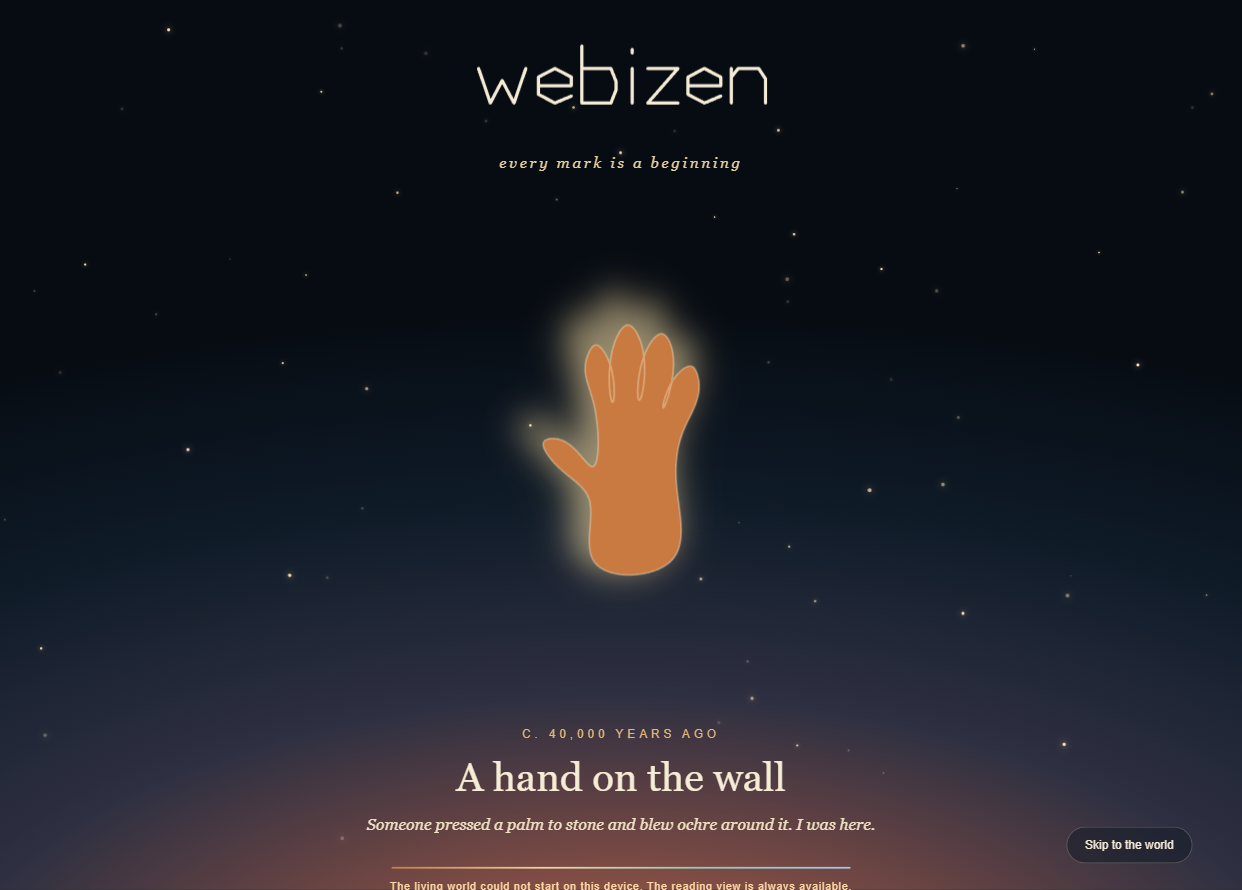 webizen
every mark is a beginning
C. 40,000 YEARS AGO
A hand on the wall
Someone pressed a palm to stone and blew ochre around it. I was here.
Skip to the world
The living world could not start on this device. The reading view is always available.